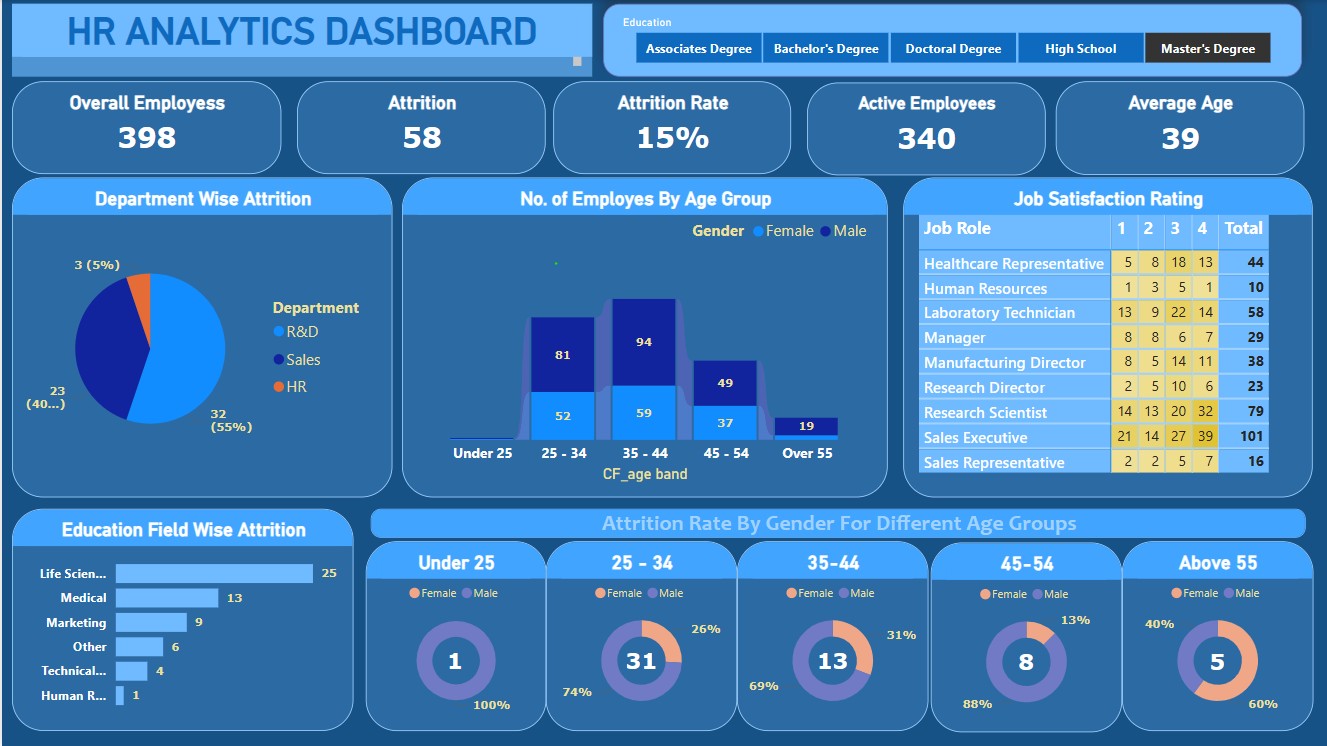 HR ANALYTICS DASHBOARD
Education
Associates Degree Bachelor's Degree Doctoral Degree High School Master's Degree
Overall Employess
398
Attrition
58
Attrition Rate
15%
Active Employees
340
Average Age
39
Department Wise Attrition
3 (5%)
23
(40...)
32
(55%)
Department
R&D
Sales
HR
No. of Employes By Age Group
Gender Female Male
81
94
49
19
52
59
37
Under 25 25 - 34 35 - 44 45 - 54 Over 55
CF_age band
Job Satisfaction Rating
Job Role 1 2 3 4 Total
Healthcare Representative 5 8 18 13 44
Human Resources 1 3 5 1 10
Laboratory Technician 13 9 22 14 58
Manager 8 8 6 7 29
Manufacturing Director 8 5 14 11 38
Research Director 2 5 10 6 23
Research Scientist 14 13 20 32 79
Sales Executive 21 14 27 39 101
Sales Representative 2 2 5 7 16
Education Field Wise Attrition
Life Scien... 25
Medical 13
Marketing 9
Other 6
Technical... 4
Human R... 1
Attrition Rate By Gender For Different Age Groups
Under 25
Female Male
1
100%
25 - 34
Female Male
26%
31
74%
35-44
Female Male
31%
13
69%
45-54
Female Male
13%
8
88%
Above 55
Female Male
40%
5
60%